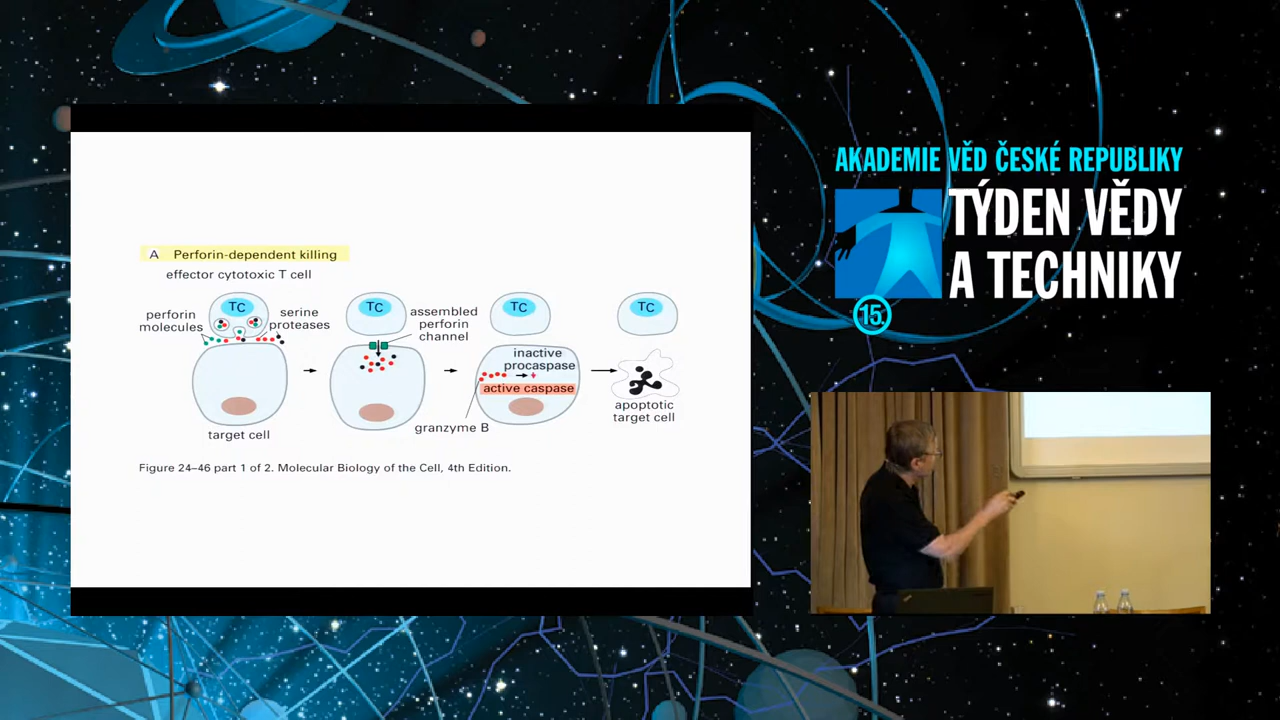 AKADEMIE VĚD ČESKÉ REPUBLIKY
TÝDEN VĚDY
A TECHNIKY
15.
A Perforin-dependent killing
effector cytotoxic T cell
TC
TC
TC
TC
perforin
molecules
serine
proteases
assembled
perforin
channel
inactive
procaspase
active caspase
granzyme B
target cell
apoptotic
target cell
Figure 24–46 part 1 of 2. Molecular Biology of the Cell, 4th Edition.